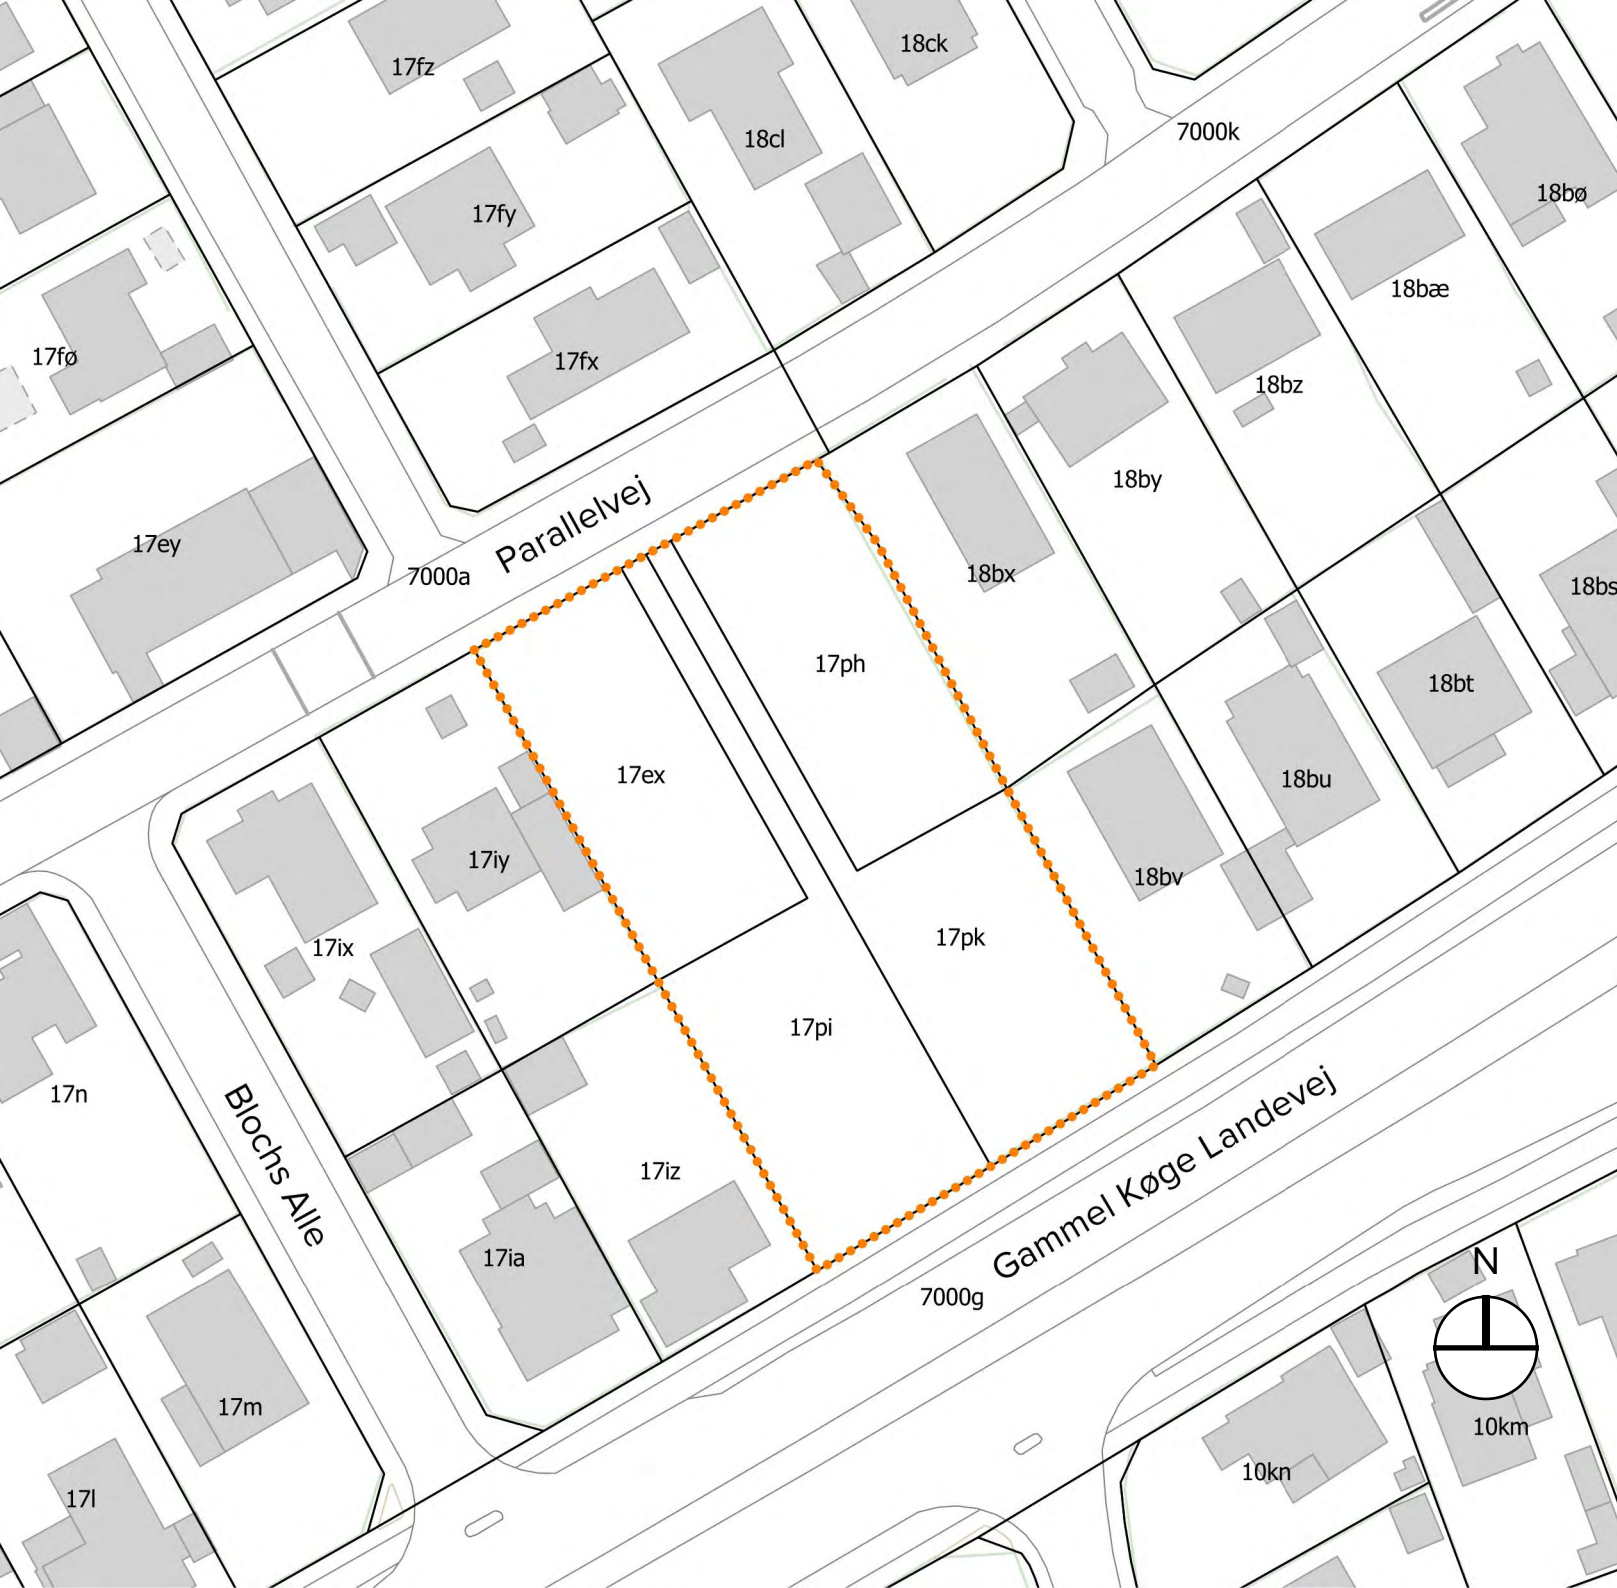 18ck
17fz
7000k
18cl
18bø
17fy
18bæ
17fø
17fx
18bz
18by
Parallelvej
17ey
7000a
18bx
18bs
17ph
18bt
17ex
18bu
17iy
18bv
17ix
17pk
17pi
17n
Blochs Alle
17iz
Gammel Køge Landevej
17ia
N
7000g
17m
10km
10kn
17l